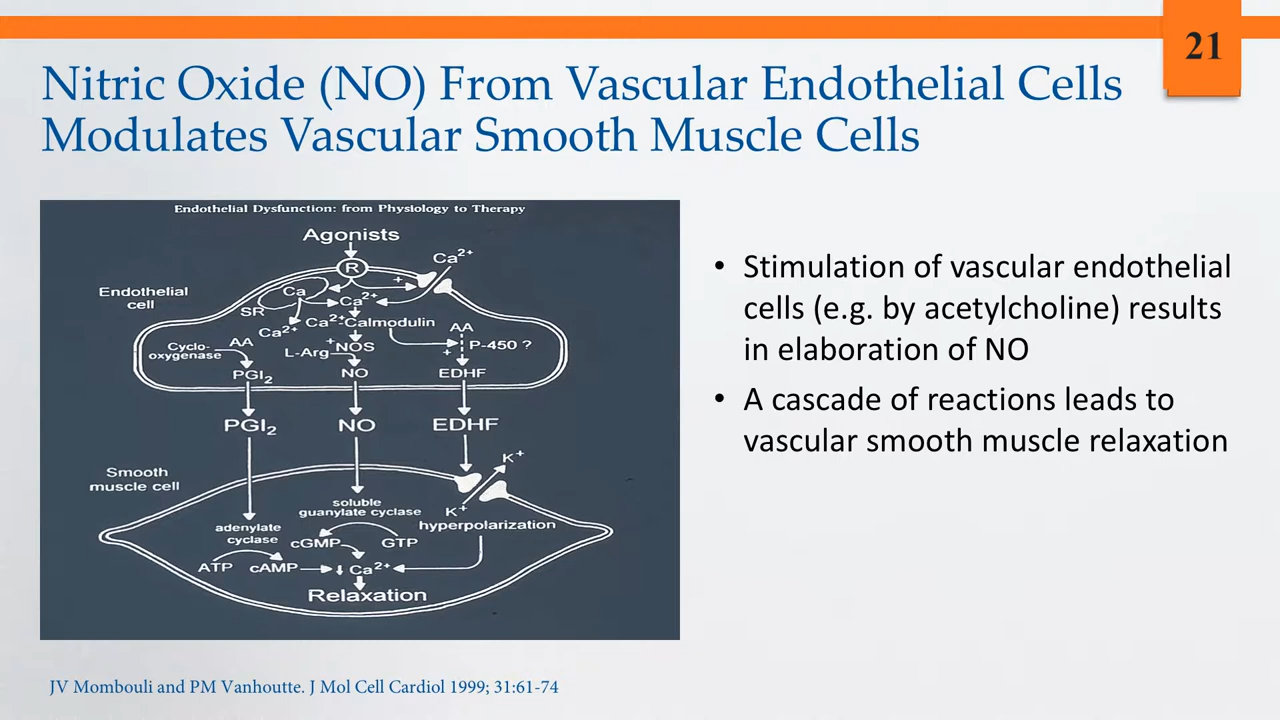 21
Nitric Oxide (NO) From Vascular Endothelial Cells
Modulates Vascular Smooth Muscle Cells
Endothelial Dysfunction: from Physiology to Therapy
Agonists
R
Ca²⁺
+
Endothelial
cell
Ca
Ca²⁺
SR
Ca²⁺
Ca²⁺Calmodulin
AA
Cyclo-
oxygenase
AA
+
NOS
P-450 ?
L-Arg
+
PGI₂
NO
EDHF
PGI₂
NO
EDHF
K⁺
Smooth
muscle cell
soluble
guanylate cyclase
K⁺
hyperpolarization
adenylate
cyclase
cGMP
GTP
ATP
cAMP
Ca²⁺
Relaxation
• Stimulation of vascular endothelial
cells (e.g. by acetylcholine) results
in elaboration of NO
• A cascade of reactions leads to
vascular smooth muscle relaxation
JV Mombouli and PM Vanhoutte. J Mol Cell Cardiol 1999; 31:61-74